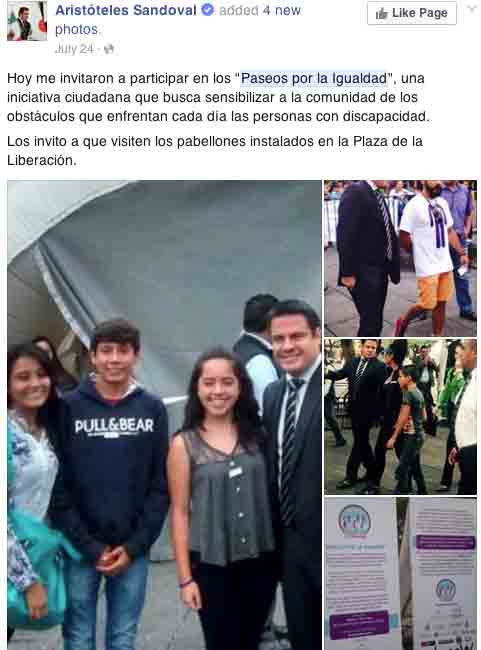 Aristóteles Sandoval added 4 new
photos.
July 24
Like Page
Hoy me invitaron a participar en los "Paseos por la Igualdad", una
iniciativa ciudadana que busca sensibilizar a la comunidad de los
obstáculos que enfrentan cada día las personas con discapacidad.
Los invito a que visiten los pabellones instalados en la Plaza de la
Liberación.
PULL&BEAR